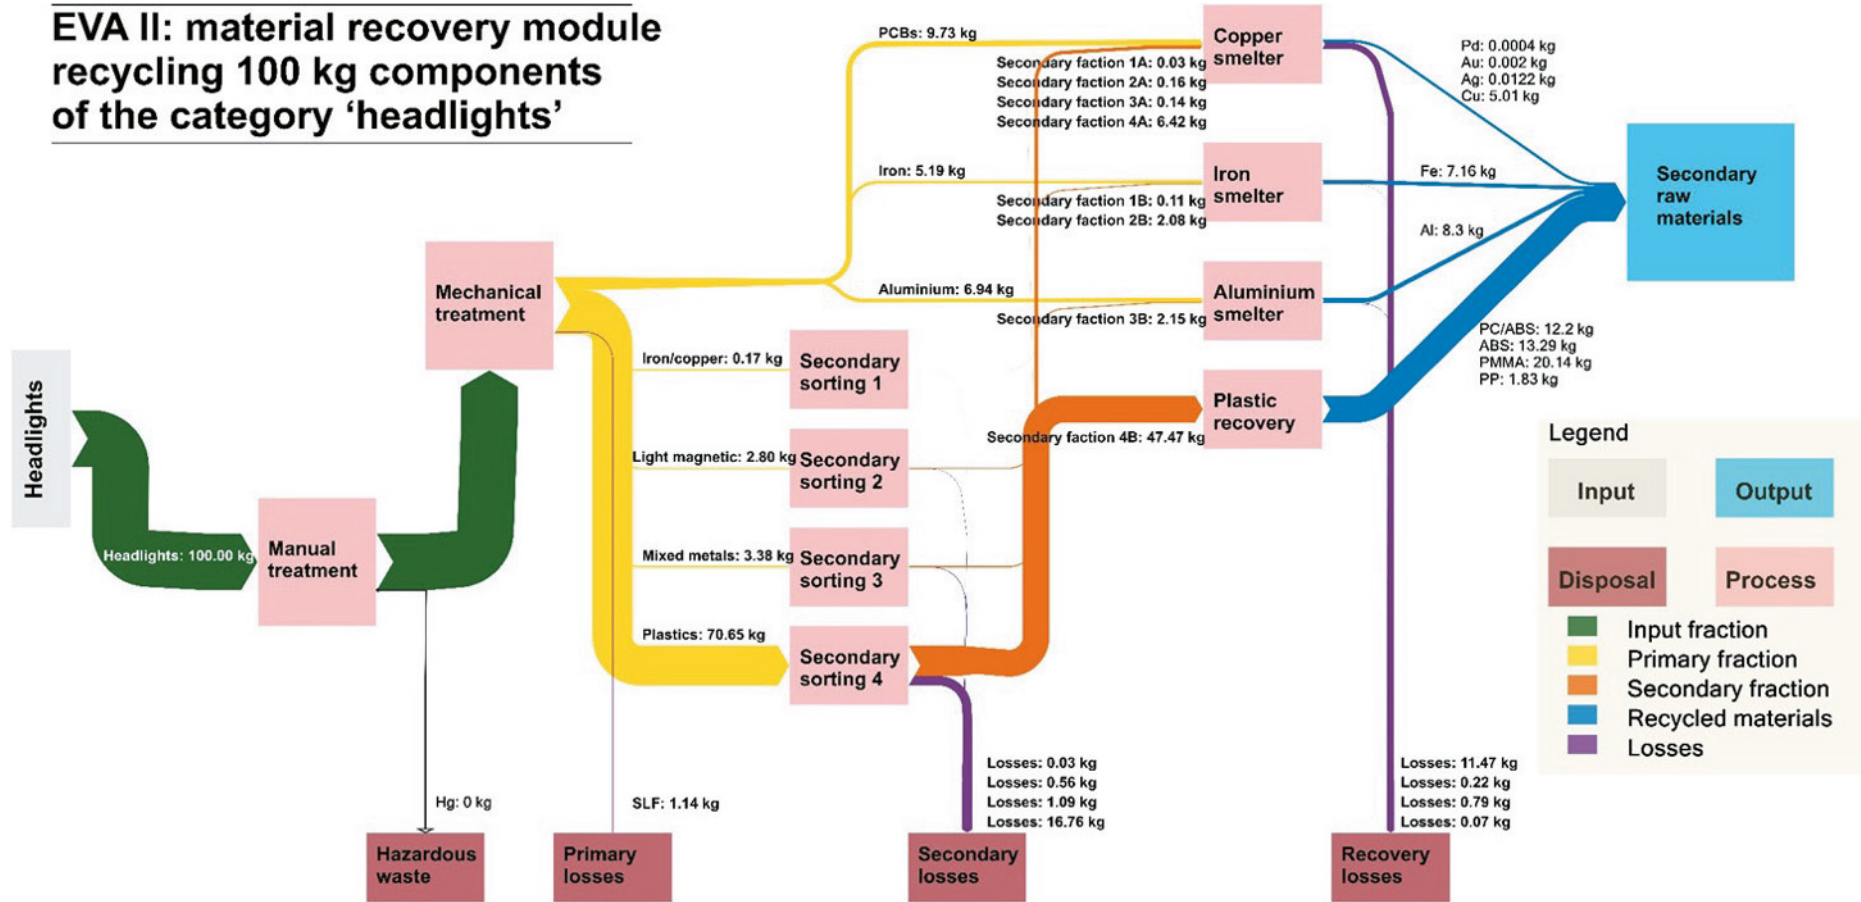 EVA II: material recovery module
recycling 100 kg components
of the category ‘headlights’
Headlights
Headlights: 100.00 kg
Manual
treatment
Hg: 0 kg
Hazardous
waste
Mechanical
treatment
SLF: 1.14 kg
Primary
losses
PCBs: 9.73 kg
Iron: 5.19 kg
Aluminium: 6.94 kg
Iron/copper: 0.17 kg
Light magnetic: 2.80 kg
Mixed metals: 3.38 kg
Plastics: 70.65 kg
Secondary
sorting 1
Secondary
sorting 2
Secondary
sorting 3
Secondary
sorting 4
Losses: 0.03 kg
Losses: 0.56 kg
Losses: 1.09 kg
Losses: 16.76 kg
Secondary
losses
Secondary faction 1A: 0.03 kg
Secondary faction 2A: 0.16 kg
Secondary faction 3A: 0.14 kg
Secondary faction 4A: 6.42 kg
Secondary faction 1B: 0.11 kg
Secondary faction 2B: 2.08 kg
Secondary faction 3B: 2.15 kg
Secondary faction 4B: 47.47 kg
Copper
smelter
Iron
smelter
Aluminium
smelter
Plastic
recovery
Pd: 0.0004 kg
Au: 0.002 kg
Ag: 0.0122 kg
Cu: 5.01 kg
Fe: 7.16 kg
Al: 8.3 kg
PC/ABS: 12.2 kg
ABS: 13.29 kg
PMMA: 20.14 kg
PP: 1.83 kg
Losses: 11.47 kg
Losses: 0.22 kg
Losses: 0.79 kg
Losses: 0.07 kg
Recovery
losses
Secondary
raw
materials
Legend
Input
Output
Disposal
Process
Input fraction
Primary fraction
Secondary fraction
Recycled materials
Losses